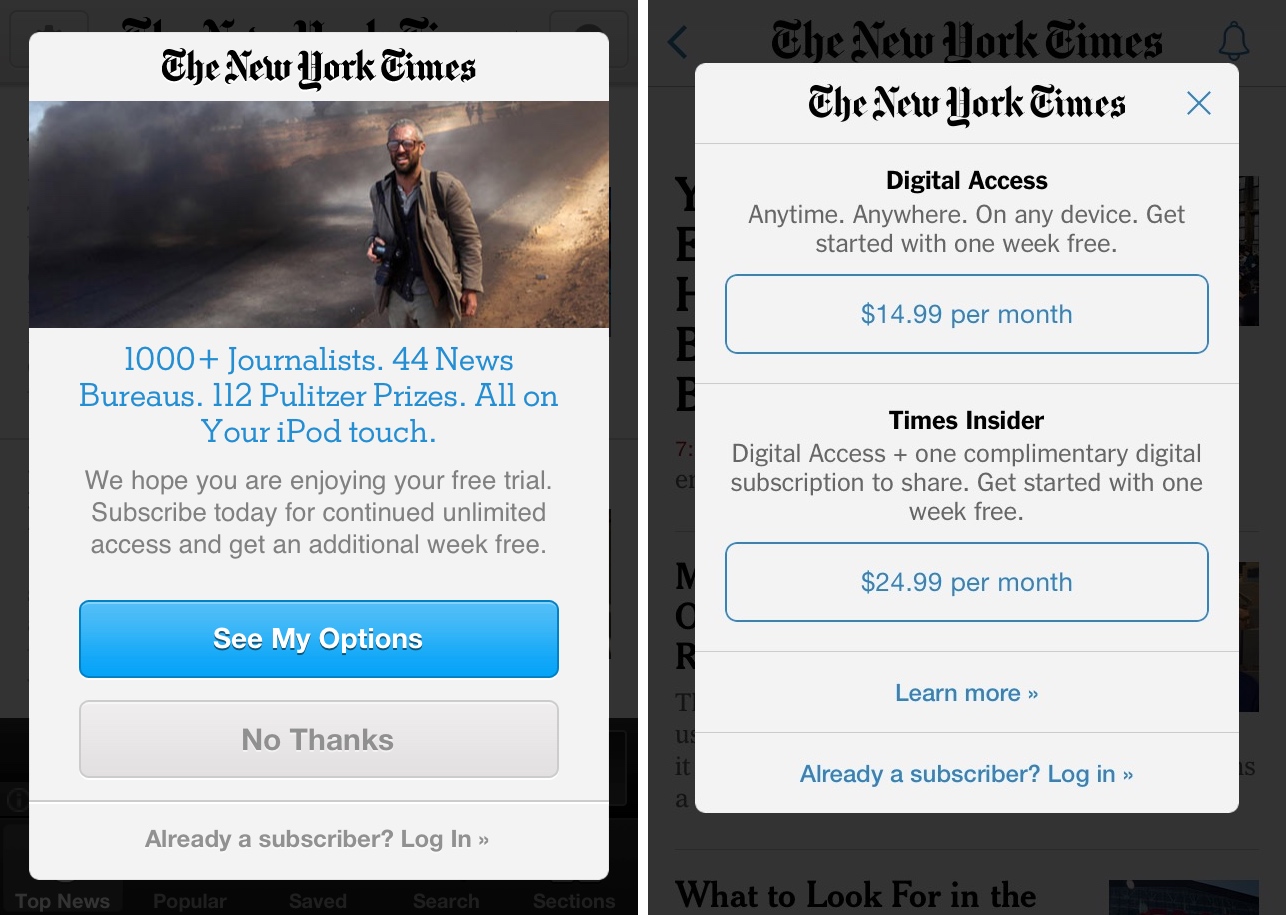 The New York Times
1000+ Journalists. 44 News
Bureaus. 112 Pulitzer Prizes. All on
Your iPod touch.
We hope you are enjoying your free trial.
Subscribe today for continued unlimited
access and get an additional week free.
See My Options
No Thanks
Already a subscriber? Log In »
Top News
Popular
Saved
Search
Sections
The New York Times
The New York Times
Digital Access
Anytime. Anywhere. On any device. Get
started with one week free.
$14.99 per month
Times Insider
Digital Access + one complimentary digital
subscription to share. Get started with one
week free.
$24.99 per month
Learn more »
Already a subscriber? Log in »
What to Look For in the